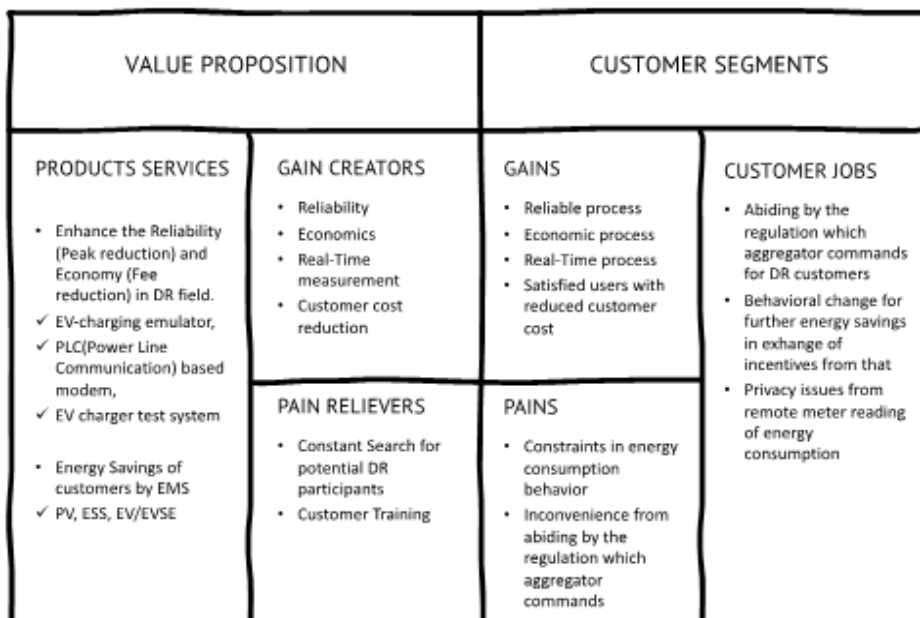 VALUE PROPOSITION
CUSTOMER SEGMENTS
PRODUCTS SERVICES
• Enhance the Reliability
(Peak reduction) and
Economy (Fee
reduction) in DR field.
✓ EV-charging emulator,
✓ PLC(Power Line
Communication) based
modem,
✓ EV charger test system
• Energy Savings of
customers by EMS
✓ PV, ESS, EV/EVSE
GAIN CREATORS
• Reliability
• Economics
• Real-Time
measurement
• Customer cost
reduction
PAIN RELIEVERS
• Constant Search for
potential DR
participants
• Customer Training
GAINS
• Reliable process
• Economic process
• Real-Time process
• Satisfied users with
reduced customer
cost
PAINS
• Constraints in energy
consumption
behavior
• Inconvenience from
abiding by the
regulation which
aggregator
commands
CUSTOMER JOBS
• Abiding by the
regulation which
aggregator commands
for DR customers
• Behavioral change for
further energy savings
in exhange of
incentives from that
• Privacy issues from
remote meter reading
of energy
consumption